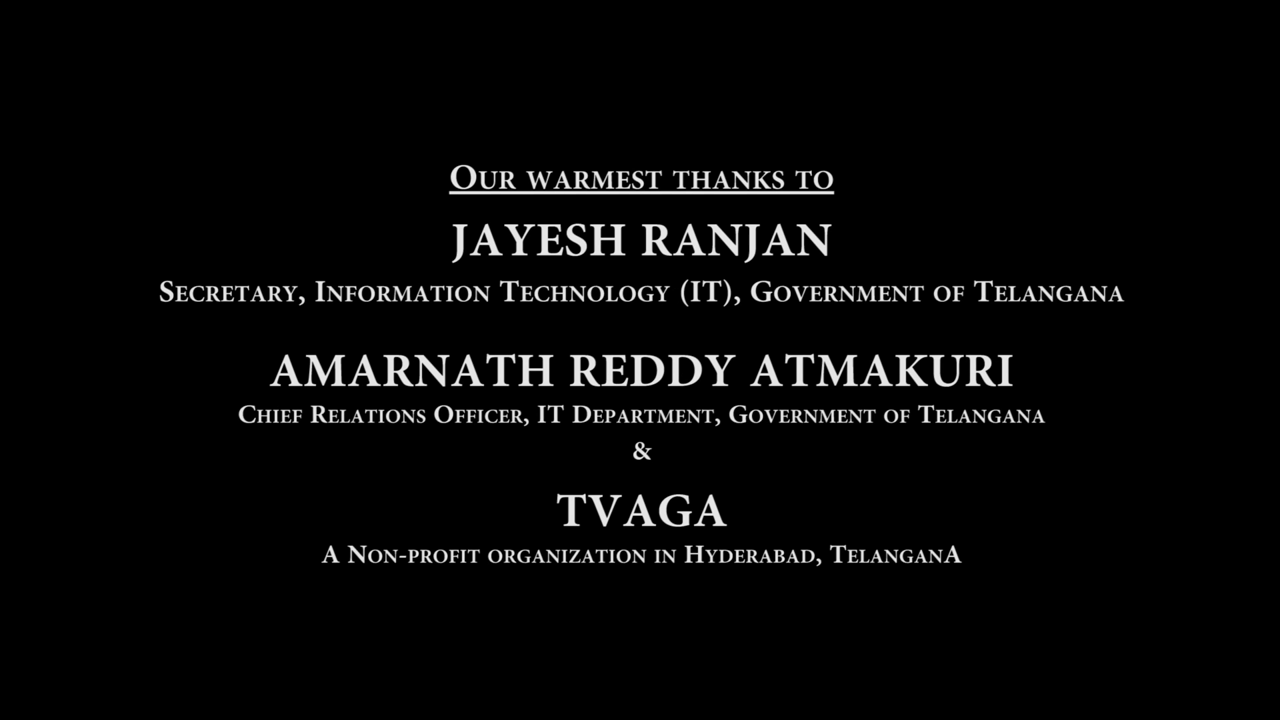 Our warmest thanks to
JAYESH RANJAN
Secretary, Information Technology (IT), Government of Telangana
AMARNATH REDDY ATMAKURI
Chief Relations Officer, IT Department, Government of Telangana
&
TVAGA
A Non-profit organization in Hyderabad, TelanganA